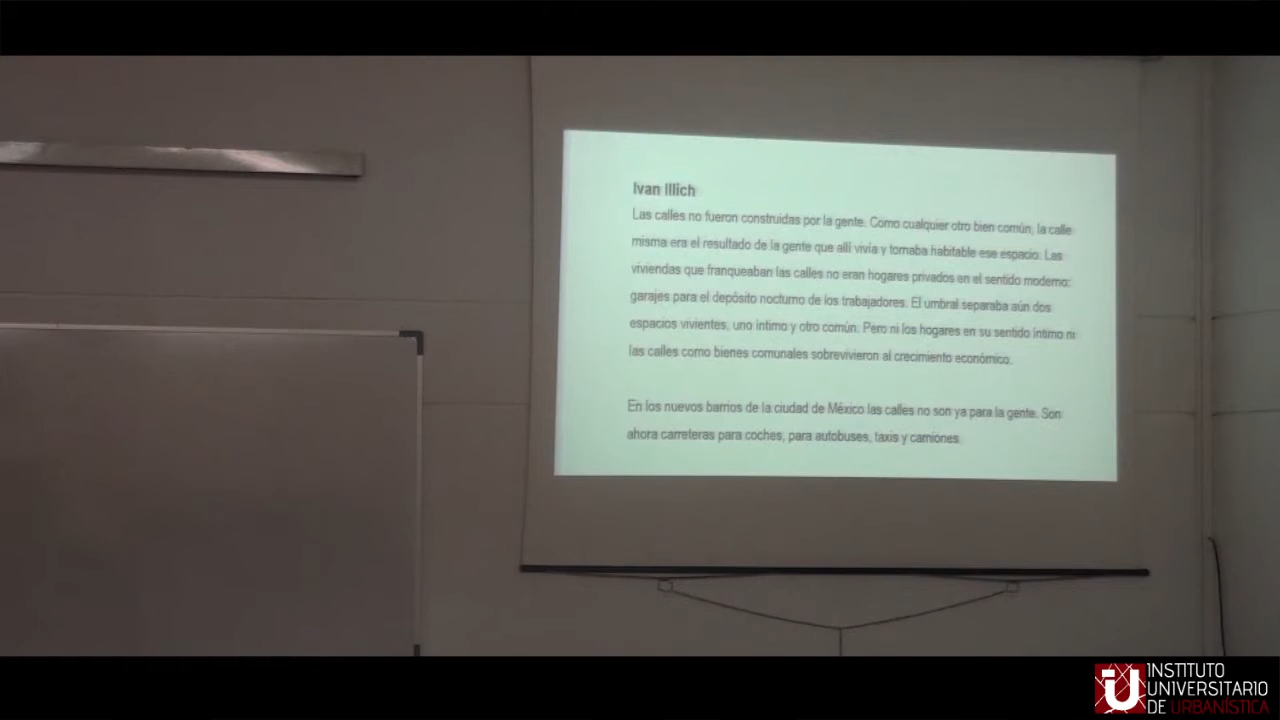 Ivan Illich
Las calles no fueron construidas por la gente. Como cualquier otro bien común, la calle
misma era el resultado de la gente que allí vivía y tornaba habitable ese espacio. Las
viviendas que franqueaban las calles no eran hogares privados en el sentido moderno:
garajes para el depósito nocturno de los trabajadores. El umbral separaba aún dos
espacios vivientes, uno íntimo y otro común. Pero ni los hogares en su sentido íntimo ni
las calles como bienes comunales sobrevivieron al crecimiento económico.
En los nuevos barrios de la ciudad de México las calles no son ya para la gente. Son
ahora carreteras para coches, para autobuses, taxis y camiones.
iU INSTITUTO
UNIVERSITARIO
DE URBANÍSTICA